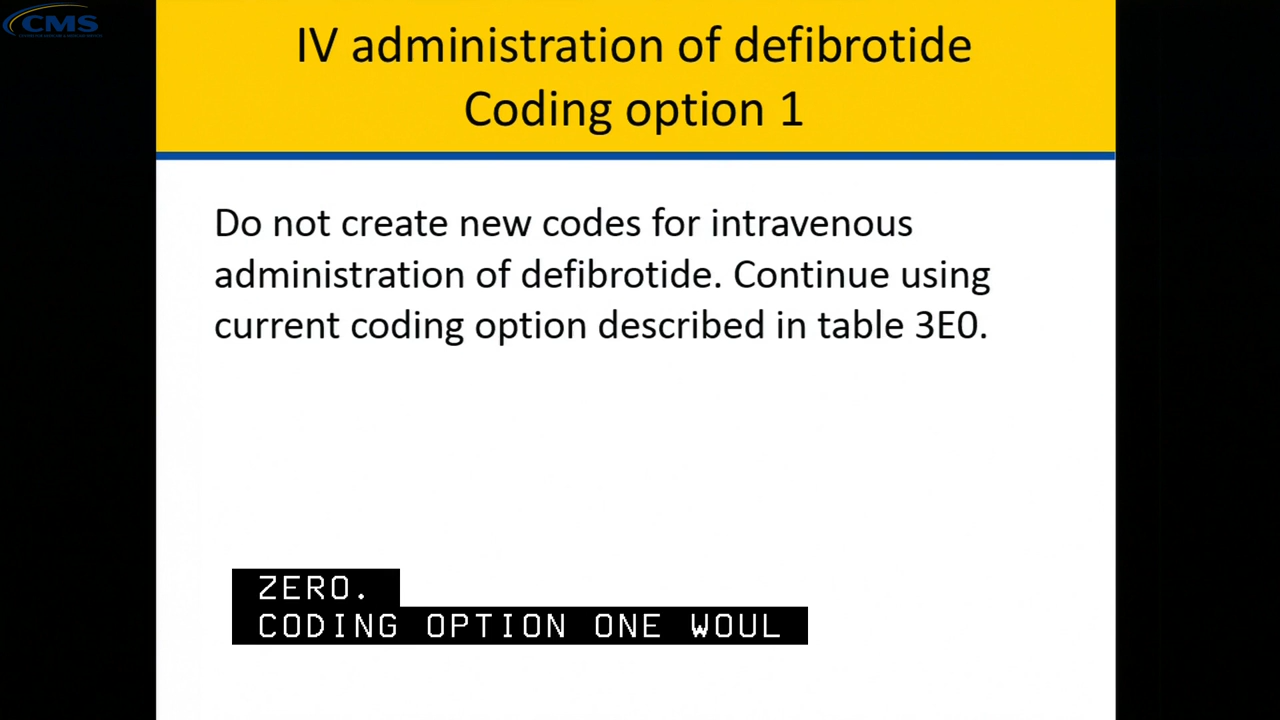 CMS
IV administration of defibrotide
Coding option 1
Do not create new codes for intravenous
administration of defibrotide. Continue using
current coding option described in table 3E0.
ZERO.
CODING OPTION ONE WOUL